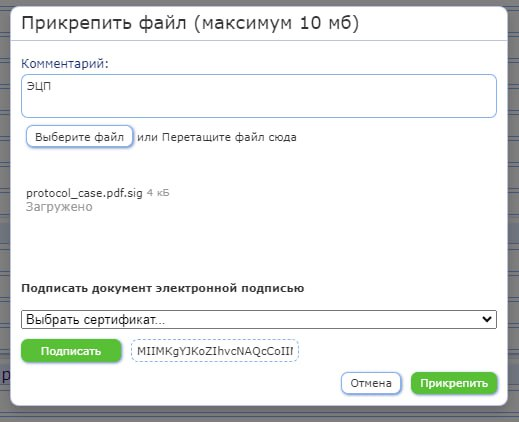 Прикрепить файл (максимум 10 мб)
Комментарий:
ЭЦП
Выберите файл или Перетащите файл сюда
protocol_case.pdf.sig 4 кБ
Загружено
Подписать документ электронной подписью
Выбрать сертификат...
Подписать MIIMKgYJKoZIhvcNAQcCoIIM
Отмена Прикрепить